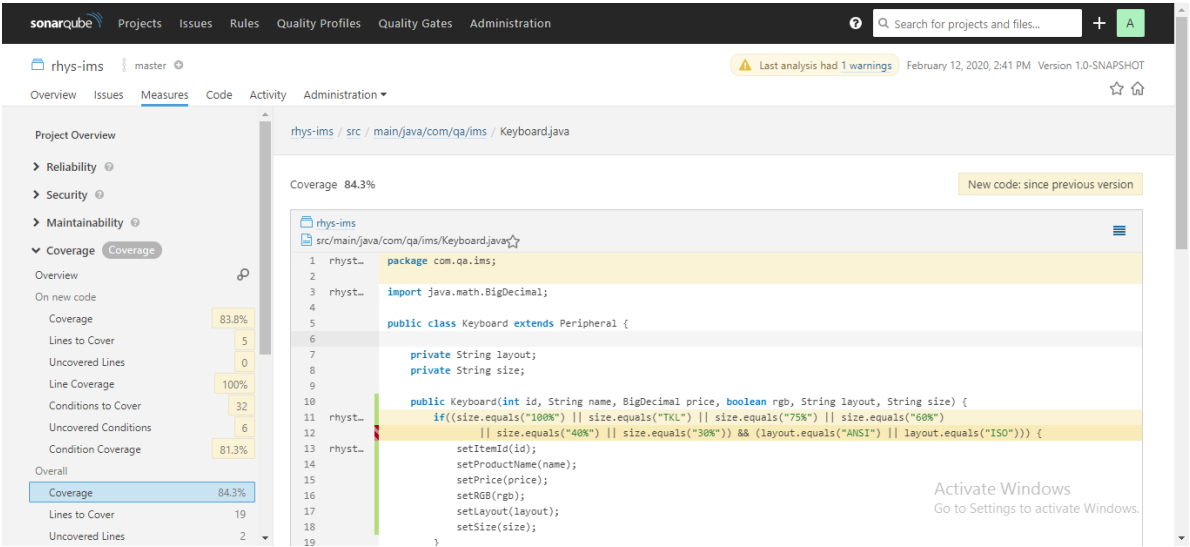 sonarqube Projects Issues Rules Quality Profiles Quality Gates Administration ? Search for projects and files... + A
rhys-ims master Last analysis had 1 warnings February 12, 2020, 2:41 PM Version 1.0-SNAPSHOT
Overview Issues Measures Code Activity Administration
Project Overview
Reliability
Security
Maintainability
Coverage Coverage
Overview
On new code
Coverage 83.8%
Lines to Cover 5
Uncovered Lines 0
Line Coverage 100%
Conditions to Cover 32
Uncovered Conditions 6
Condition Coverage 81.3%
Overall
Coverage 84.3%
Lines to Cover 19
Uncovered Lines 2
rhys-ims / src / main/java/com/qa/ims / Keyboard.java
Coverage 84.3%
New code: since previous version
rhys-ims
src/main/java/com/qa/ims/Keyboard.java
1 rhyst… package com.qa.ims;
2
3 rhyst… import java.math.BigDecimal;
4
5 public class Keyboard extends Peripheral {
6
7 private String layout;
8 private String size;
9
10 public Keyboard(int id, String name, BigDecimal price, boolean rgb, String layout, String size) {
11 rhyst… if((size.equals("100%") || size.equals("TKL") || size.equals("75%") || size.equals("60%")
12 || size.equals("40%") || size.equals("30%")) && (layout.equals("ANSI") || layout.equals("ISO"))) {
13 rhyst… setItemId(id);
14 setProductName(name);
15 setPrice(price);
16 setRGB(rgb);
17 setLayout(layout);
18 setSize(size);
19 }
Activate Windows
Go to Settings to activate Windows.